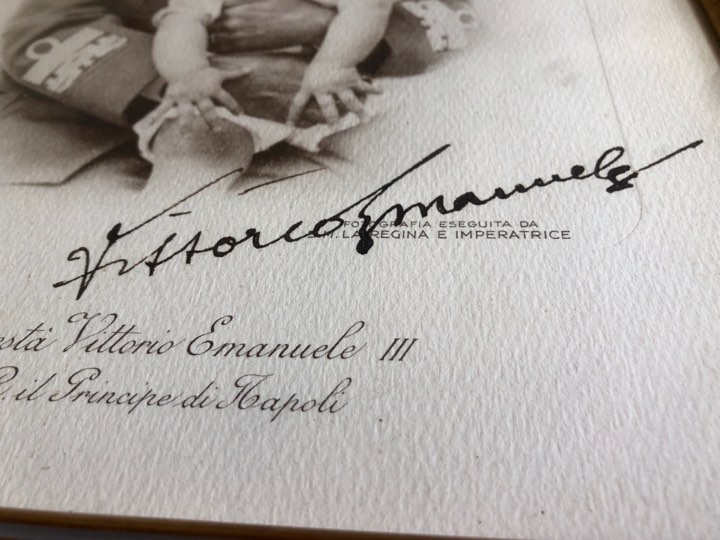 Vittorio Emanuele
FOTOGRAFIA ESEGUITA DA
S.M. LA REGINA E IMPERATRICE
Vittorio Emanuele III
il Principe di Napoli